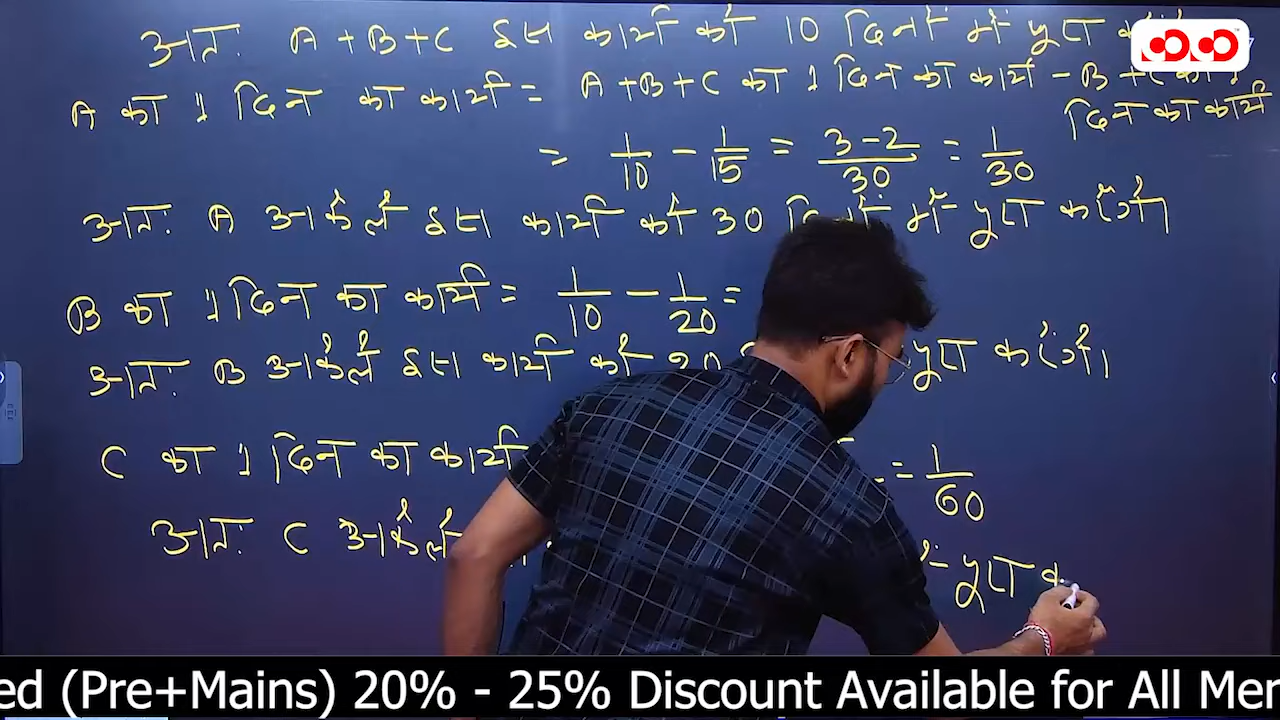 अतः A + B + C इस कार्य को 10 दिनों में पूरा
A का 1 दिन का कार्य = A + B + C का 1 दिन का कार्य - B + C का 1
दिन का कार्य
= 1/10 - 1/15 = 3-2/30 = 1/30
अतः A अकेले इस कार्य को 30 में पूरा करेंगे।
B का 1 दिन का कार्य = 1/10 - 1/20 =
अतः B अकेले इस कार्य को 20 पूरा करेंगे।
C का 1 दिन का कार्य = 1/60
अतः C अकेले पूरा
ed (Pre+Mains) 20% - 25% Discount Available for All Mer